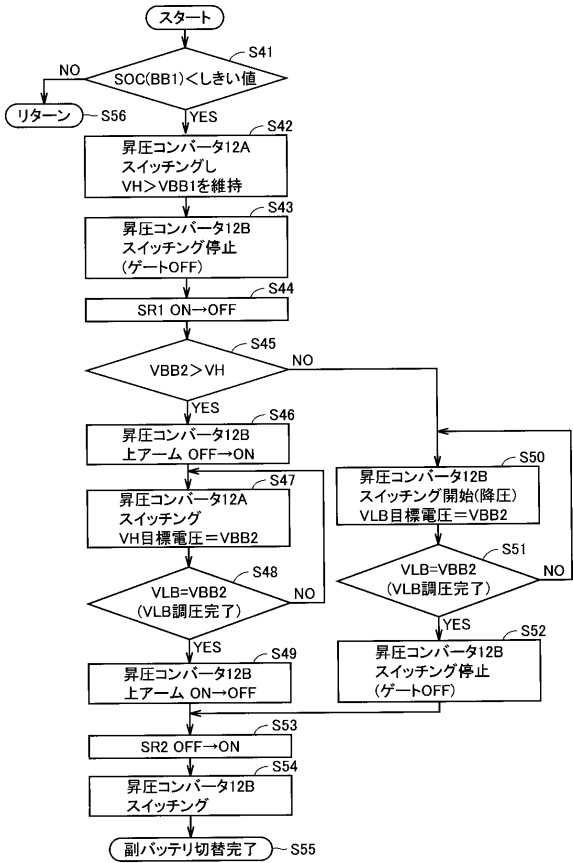 スタート
S41
SOC(BB1)<しきい値
NO
リターン
S56
YES
S42
昇圧コンバータ12A
スイッチングし
VH>VBB1を維持
S43
昇圧コンバータ12B
スイッチング停止
(ゲートOFF)
S44
SR1 ON→OFF
S45
VBB2>VH
NO
YES
S46
昇圧コンバータ12B
上アーム OFF→ON
S47
昇圧コンバータ12A
スイッチング
VH目標電圧=VBB2
S48
VLB=VBB2
(VLB調圧完了)
NO
YES
S49
昇圧コンバータ12B
上アーム ON→OFF
S50
昇圧コンバータ12B
スイッチング開始(降圧)
VLB目標電圧=VBB2
S51
VLB=VBB2
(VLB調圧完了)
NO
YES
S52
昇圧コンバータ12B
スイッチング停止
(ゲートOFF)
S53
SR2 OFF→ON
S54
昇圧コンバータ12B
スイッチング
副バッテリ切替完了
S55